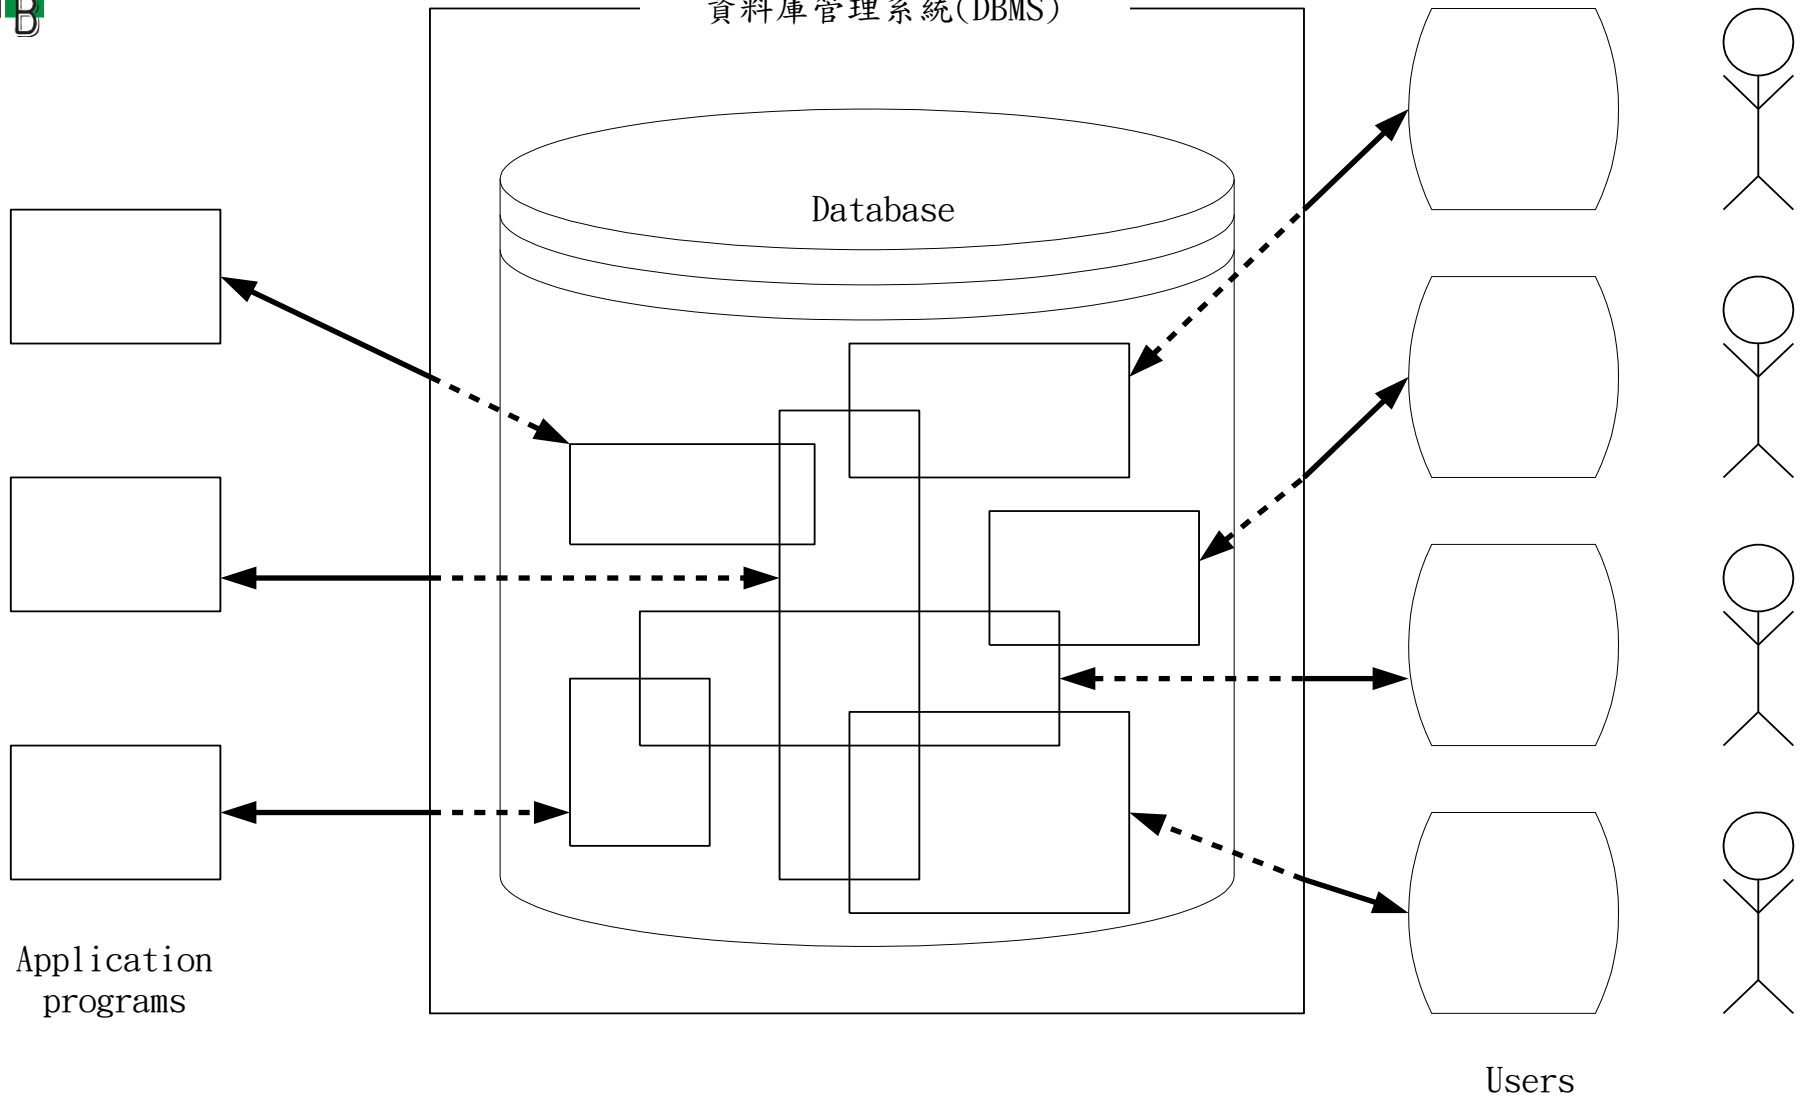 B
資料庫管理系統(DBMS)
Database
Application
programs
Users